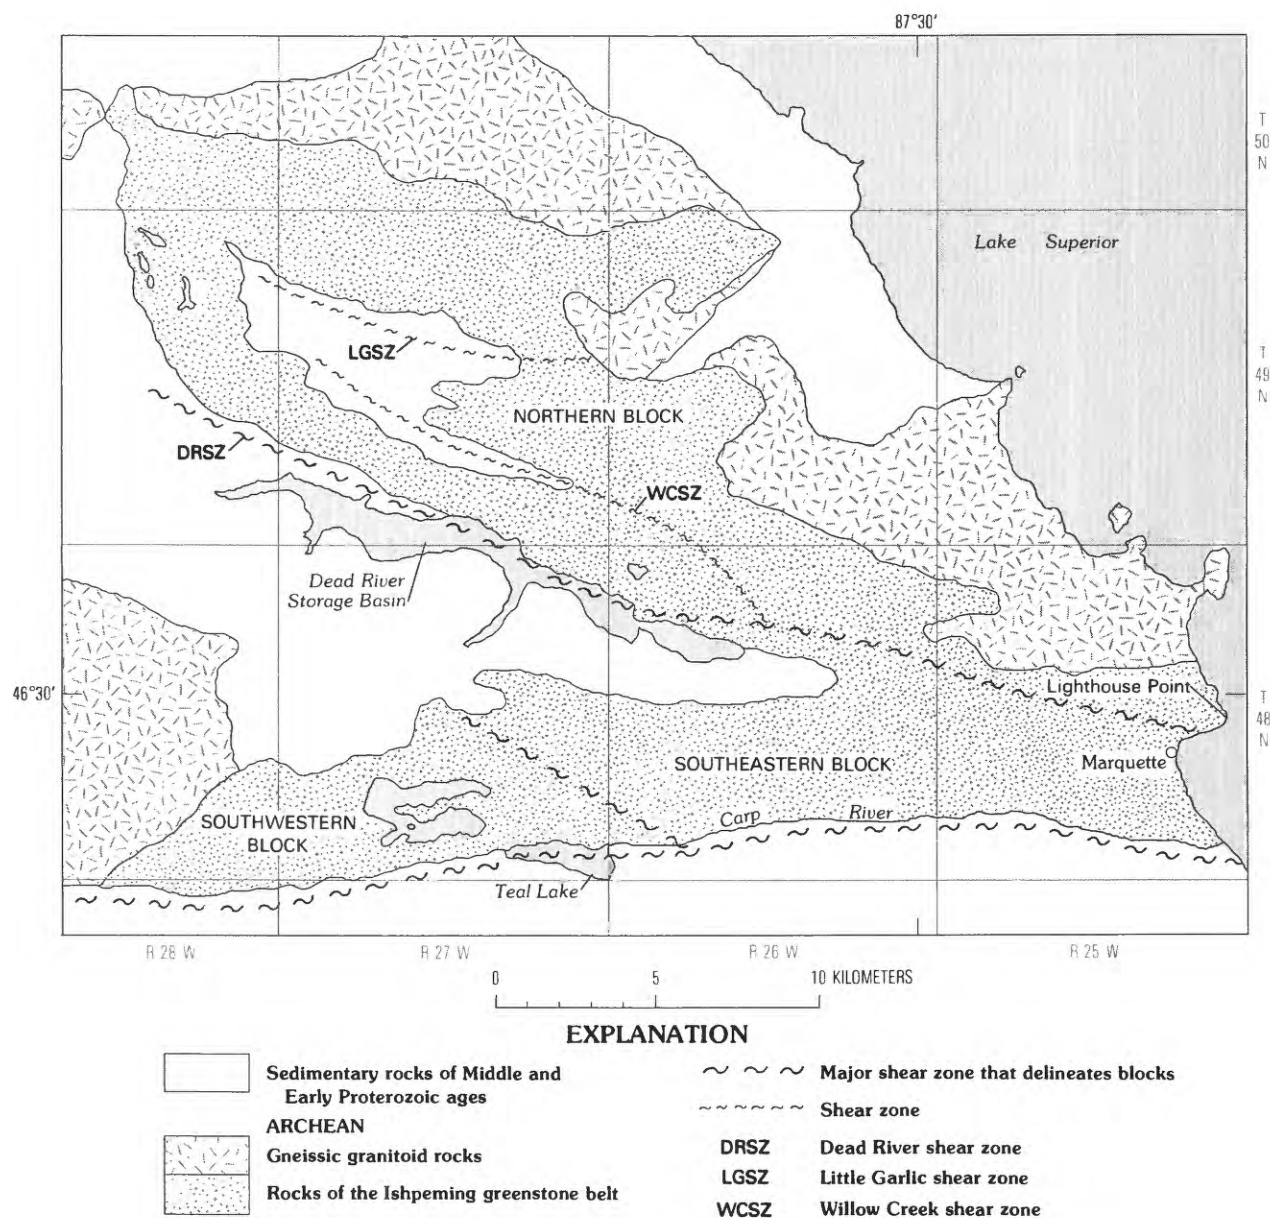 87°30'
T
50
N
Lake Superior
LGSZ
T
49
N
NORTHERN BLOCK
DRSZ
WCSZ
Dead River
Storage Basin
46°30'
Lighthouse Point
T
48
N
SOUTHEASTERN BLOCK
Marquette
SOUTHWESTERN
BLOCK
Carp River
Teal Lake
R 28 W R 27 W R 26 W R 25 W
0 5 10 KILOMETERS
EXPLANATION
Sedimentary rocks of Middle and
Early Proterozoic ages
ARCHEAN
Gneissic granitoid rocks
Rocks of the Ishpeming greenstone belt
Major shear zone that delineates blocks
Shear zone
DRSZ Dead River shear zone
LGSZ Little Garlic shear zone
WCSZ Willow Creek shear zone